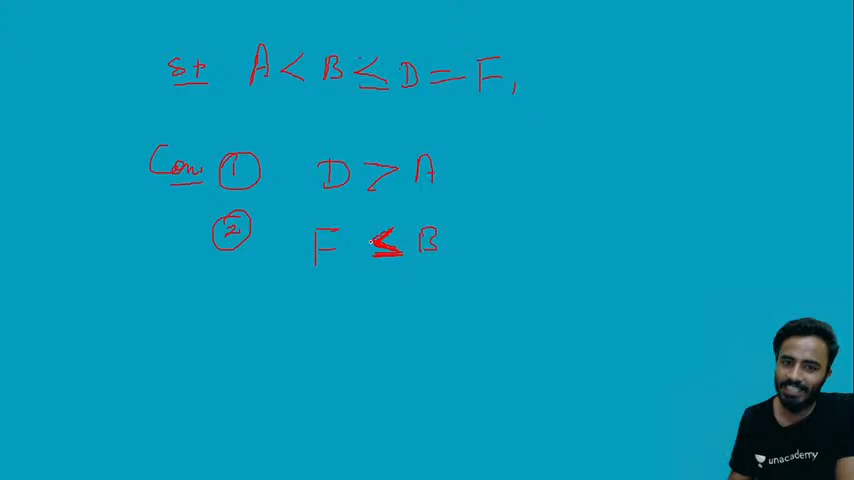 St A < B ≤ D = F,
Con ① D > A
② F ≤ B
unacademy